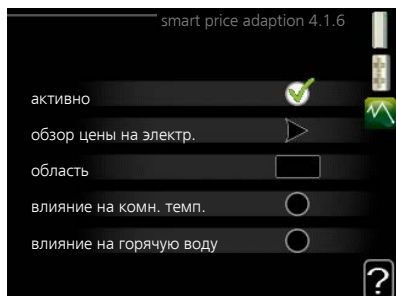 smart price adaption 4.1.6
активно
обзор цены на электр.
область
влияние на комн. темп.
влияние на горячую воду
?